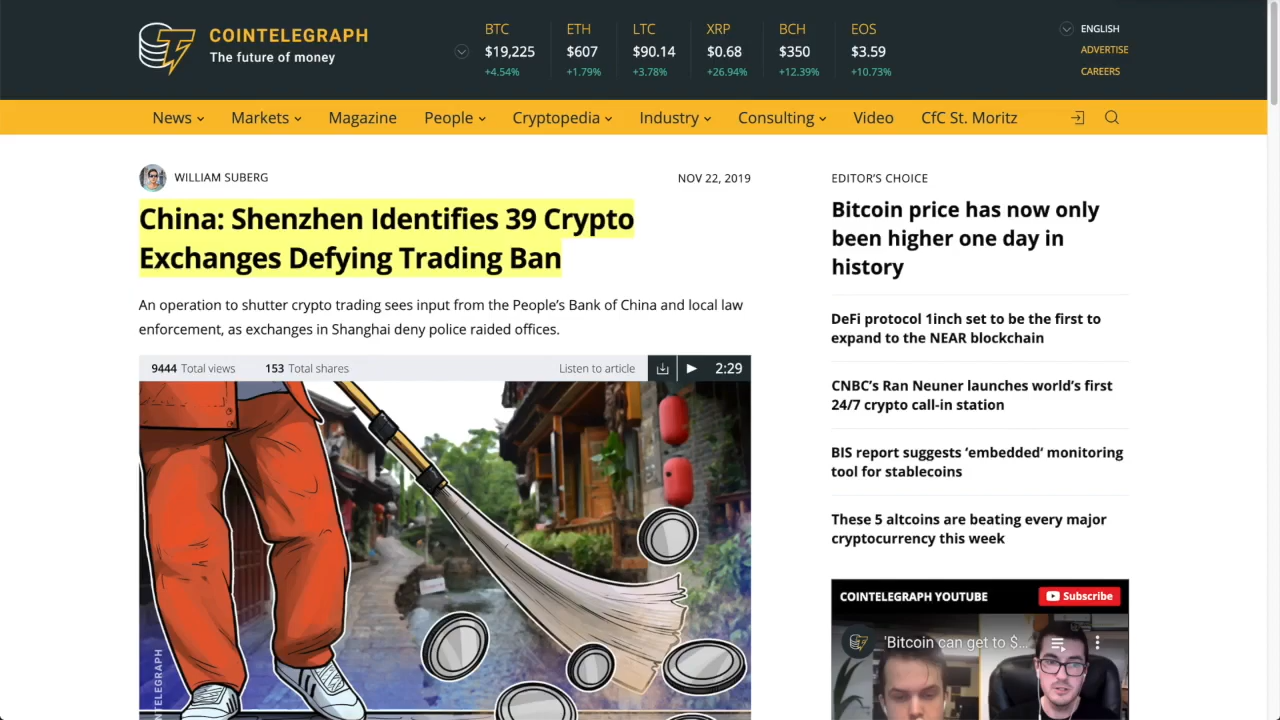 COINTELEGRAPH
The future of money
BTC
$19,225
+4.54%
ETH
$607
+1.79%
LTC
$90.14
+3.78%
XRP
$0.68
+26.94%
BCH
$350
+12.39%
EOS
$3.59
+10.73%
ENGLISH
ADVERTISE
CAREERS
News
Markets
Magazine
People
Cryptopedia
Industry
Consulting
Video
CfC St. Moritz
WILLIAM SUBERG
NOV 22, 2019
China: Shenzhen Identifies 39 Crypto
Exchanges Defying Trading Ban
An operation to shutter crypto trading sees input from the People’s Bank of China and local law
enforcement, as exchanges in Shanghai deny police raided offices.
9444 Total views
153 Total shares
Listen to article
2:29
EDITOR’S CHOICE
Bitcoin price has now only
been higher one day in
history
DeFi protocol 1inch set to be the first to
expand to the NEAR blockchain
CNBC’s Ran Neuner launches world’s first
24/7 crypto call-in station
BIS report suggests ‘embedded‘ monitoring
tool for stablecoins
These 5 altcoins are beating every major
cryptocurrency this week
COINTELEGRAPH YOUTUBE
Subscribe
'Bitcoin can get to $...
NTELEGRAPH